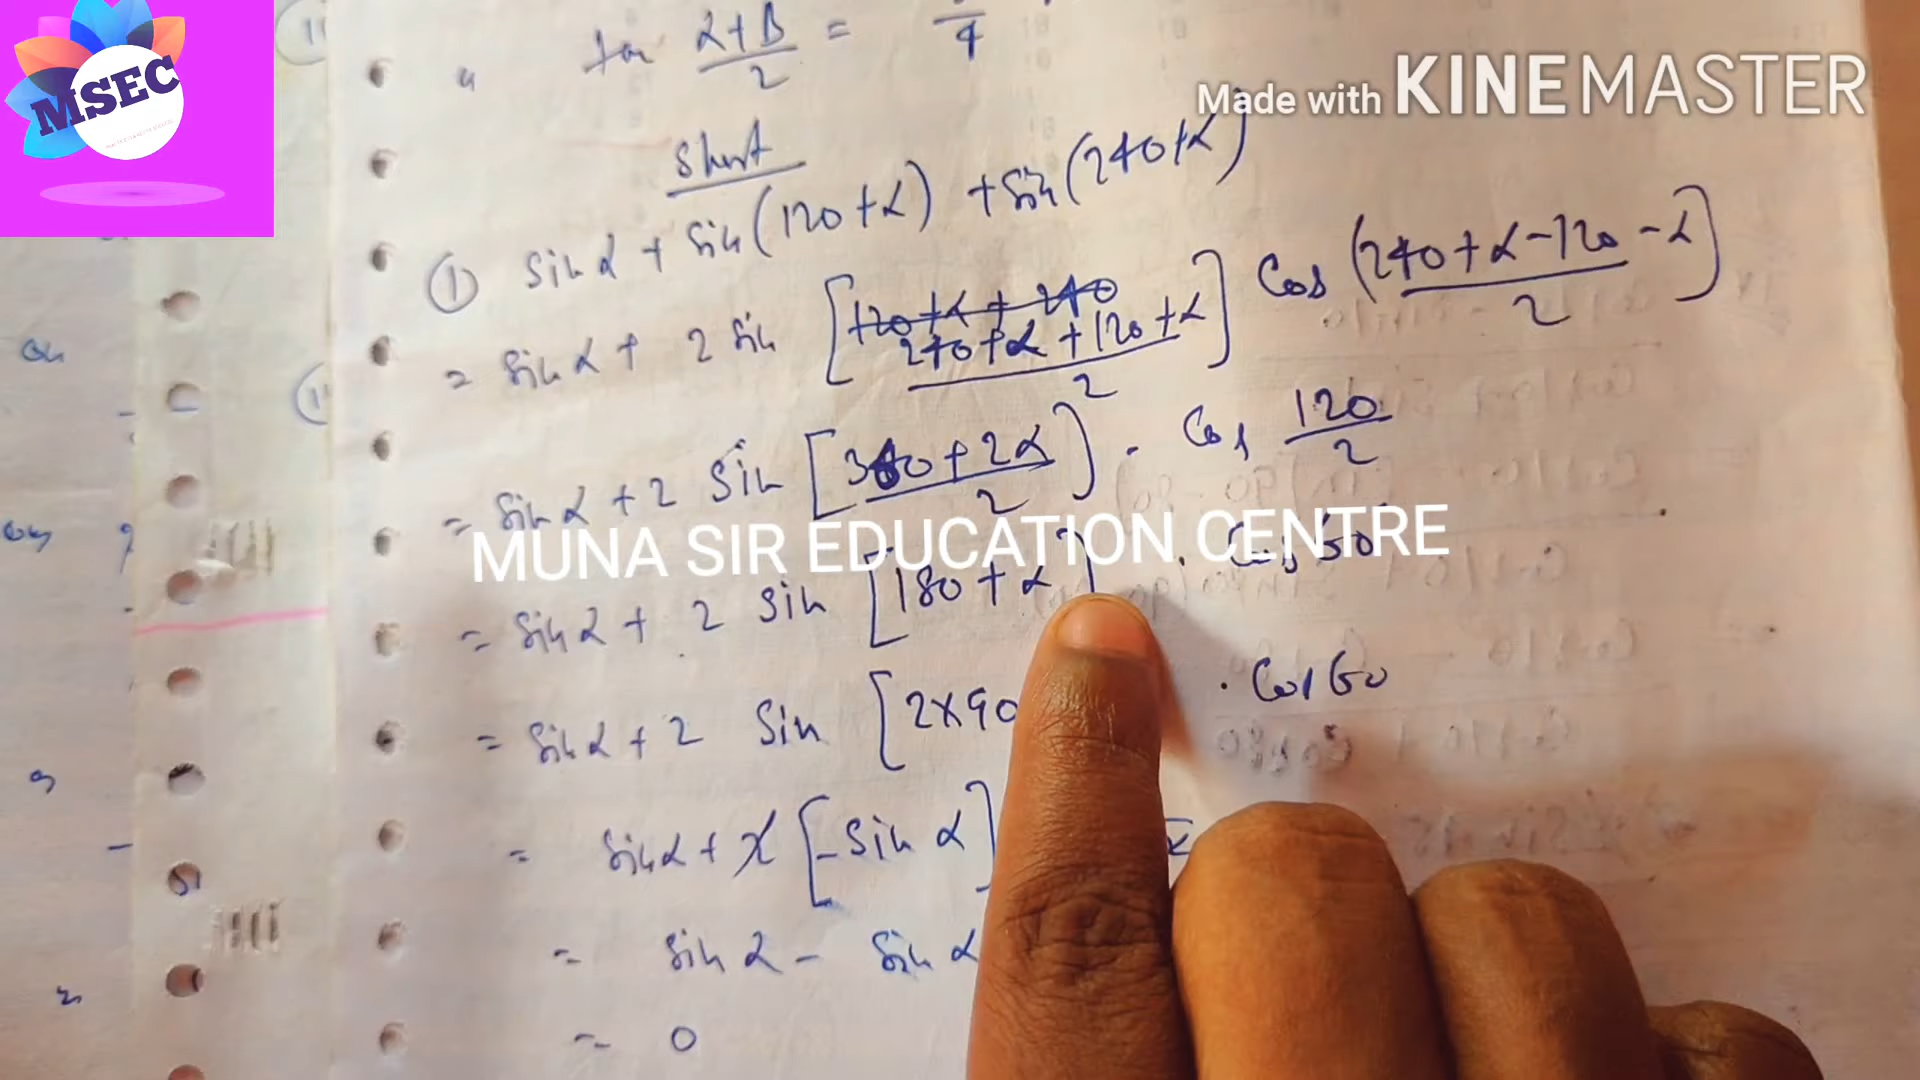 MSEC
Made with KINEMASTER
tan α+β/2 = /4
Short
① Sin α + Sin (120+α) + Sin (240+α)
= Sin α + 2 Sin [240+α+120+α/2] Cos (240+α-120-α/2)
= Sin α + 2 Sin [360+2α/2] . Cos 120/2
MUNA SIR EDUCATION CENTRE
= Sin α + 2 Sin [180+α] . Cos 60
= Sin α + 2 Sin [2×90 . Cos 60
= Sin α + 2 [-Sin α]
= Sin α - Sin α
= 0